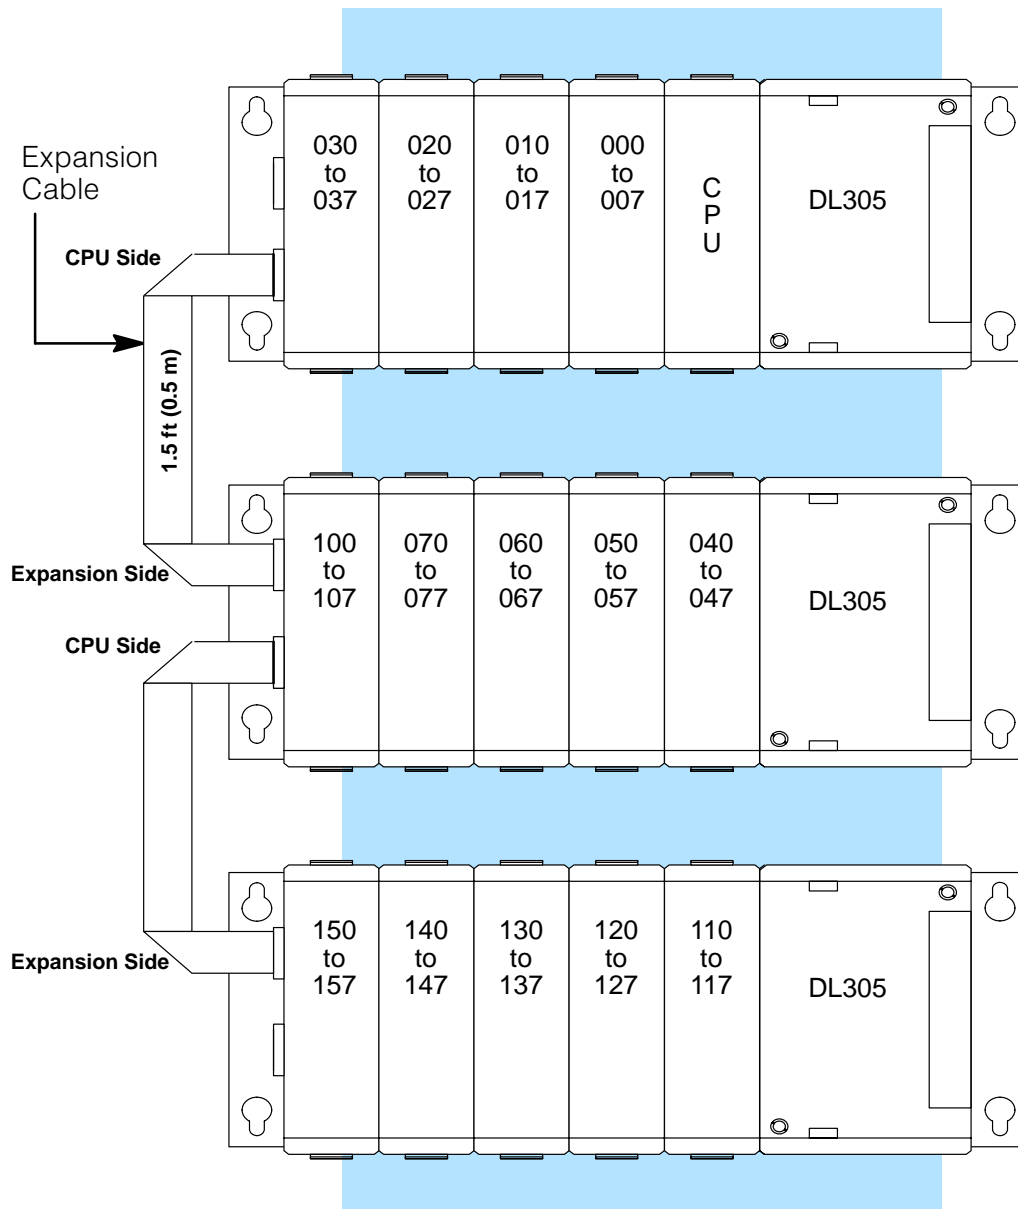 Expansion
Cable
CPU Side
1.5 ft (0.5 m)
030
to
037
020
to
027
010
to
017
000
to
007
C
P
U
DL305
Expansion Side
CPU Side
100
to
107
070
to
077
060
to
067
050
to
057
040
to
047
DL305
Expansion Side
150
to
157
140
to
147
130
to
137
120
to
127
110
to
117
DL305